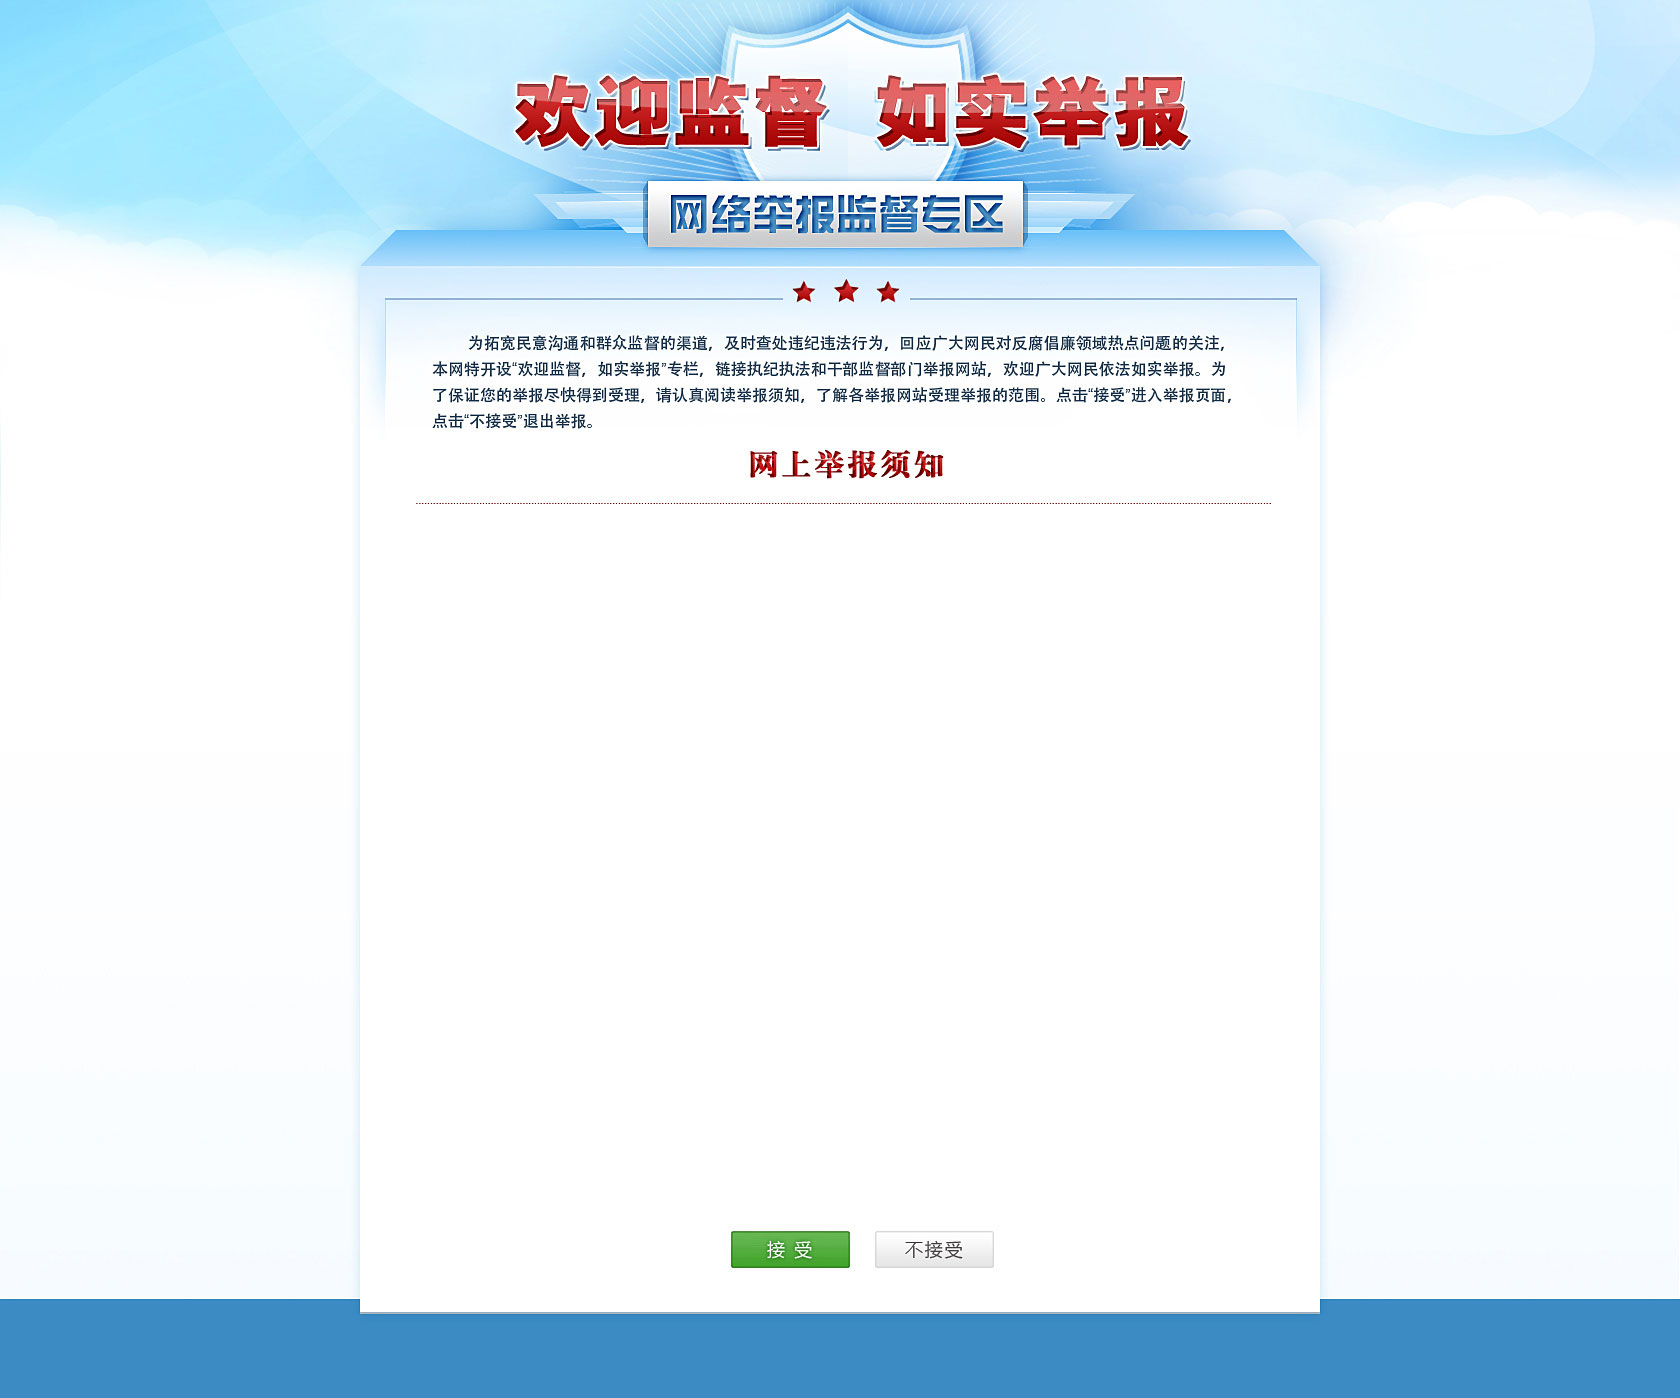 欢迎监督 如实举报
网络举报监督专区
为拓宽民意沟通和群众监督的渠道，及时查处违纪违法行为，回应广大网民对反腐倡廉领域热点问题的关注，
本网特开设“欢迎监督，如实举报”专栏，链接执纪执法和干部监督部门举报网站，欢迎广大网民依法如实举报。为
了保证您的举报尽快得到受理，请认真阅读举报须知，了解各举报网站受理举报的范围。点击“接受”进入举报页面，
点击“不接受”退出举报。
网上举报须知
接 受 不接受